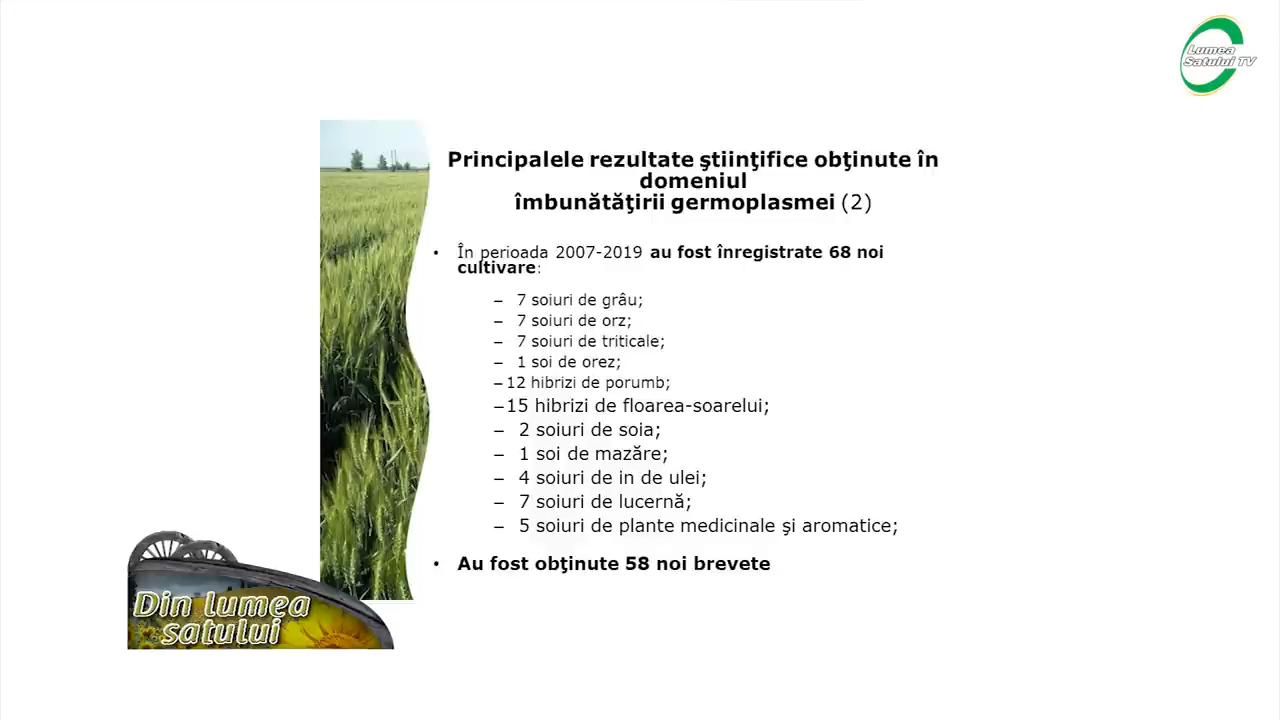 Lumea
Satului TV
Principalele rezultate ştiinţifice obţinute în
domeniul
îmbunătăţirii germoplasmei (2)
• În perioada 2007-2019 au fost înregistrate 68 noi
cultivare:
– 7 soiuri de grâu;
– 7 soiuri de orz;
– 7 soiuri de triticale;
– 1 soi de orez;
– 12 hibrizi de porumb;
– 15 hibrizi de floarea-soarelui;
– 2 soiuri de soia;
– 1 soi de mazăre;
– 4 soiuri de in de ulei;
– 7 soiuri de lucernă;
– 5 soiuri de plante medicinale şi aromatice;
• Au fost obţinute 58 noi brevete
Din lumea
satului